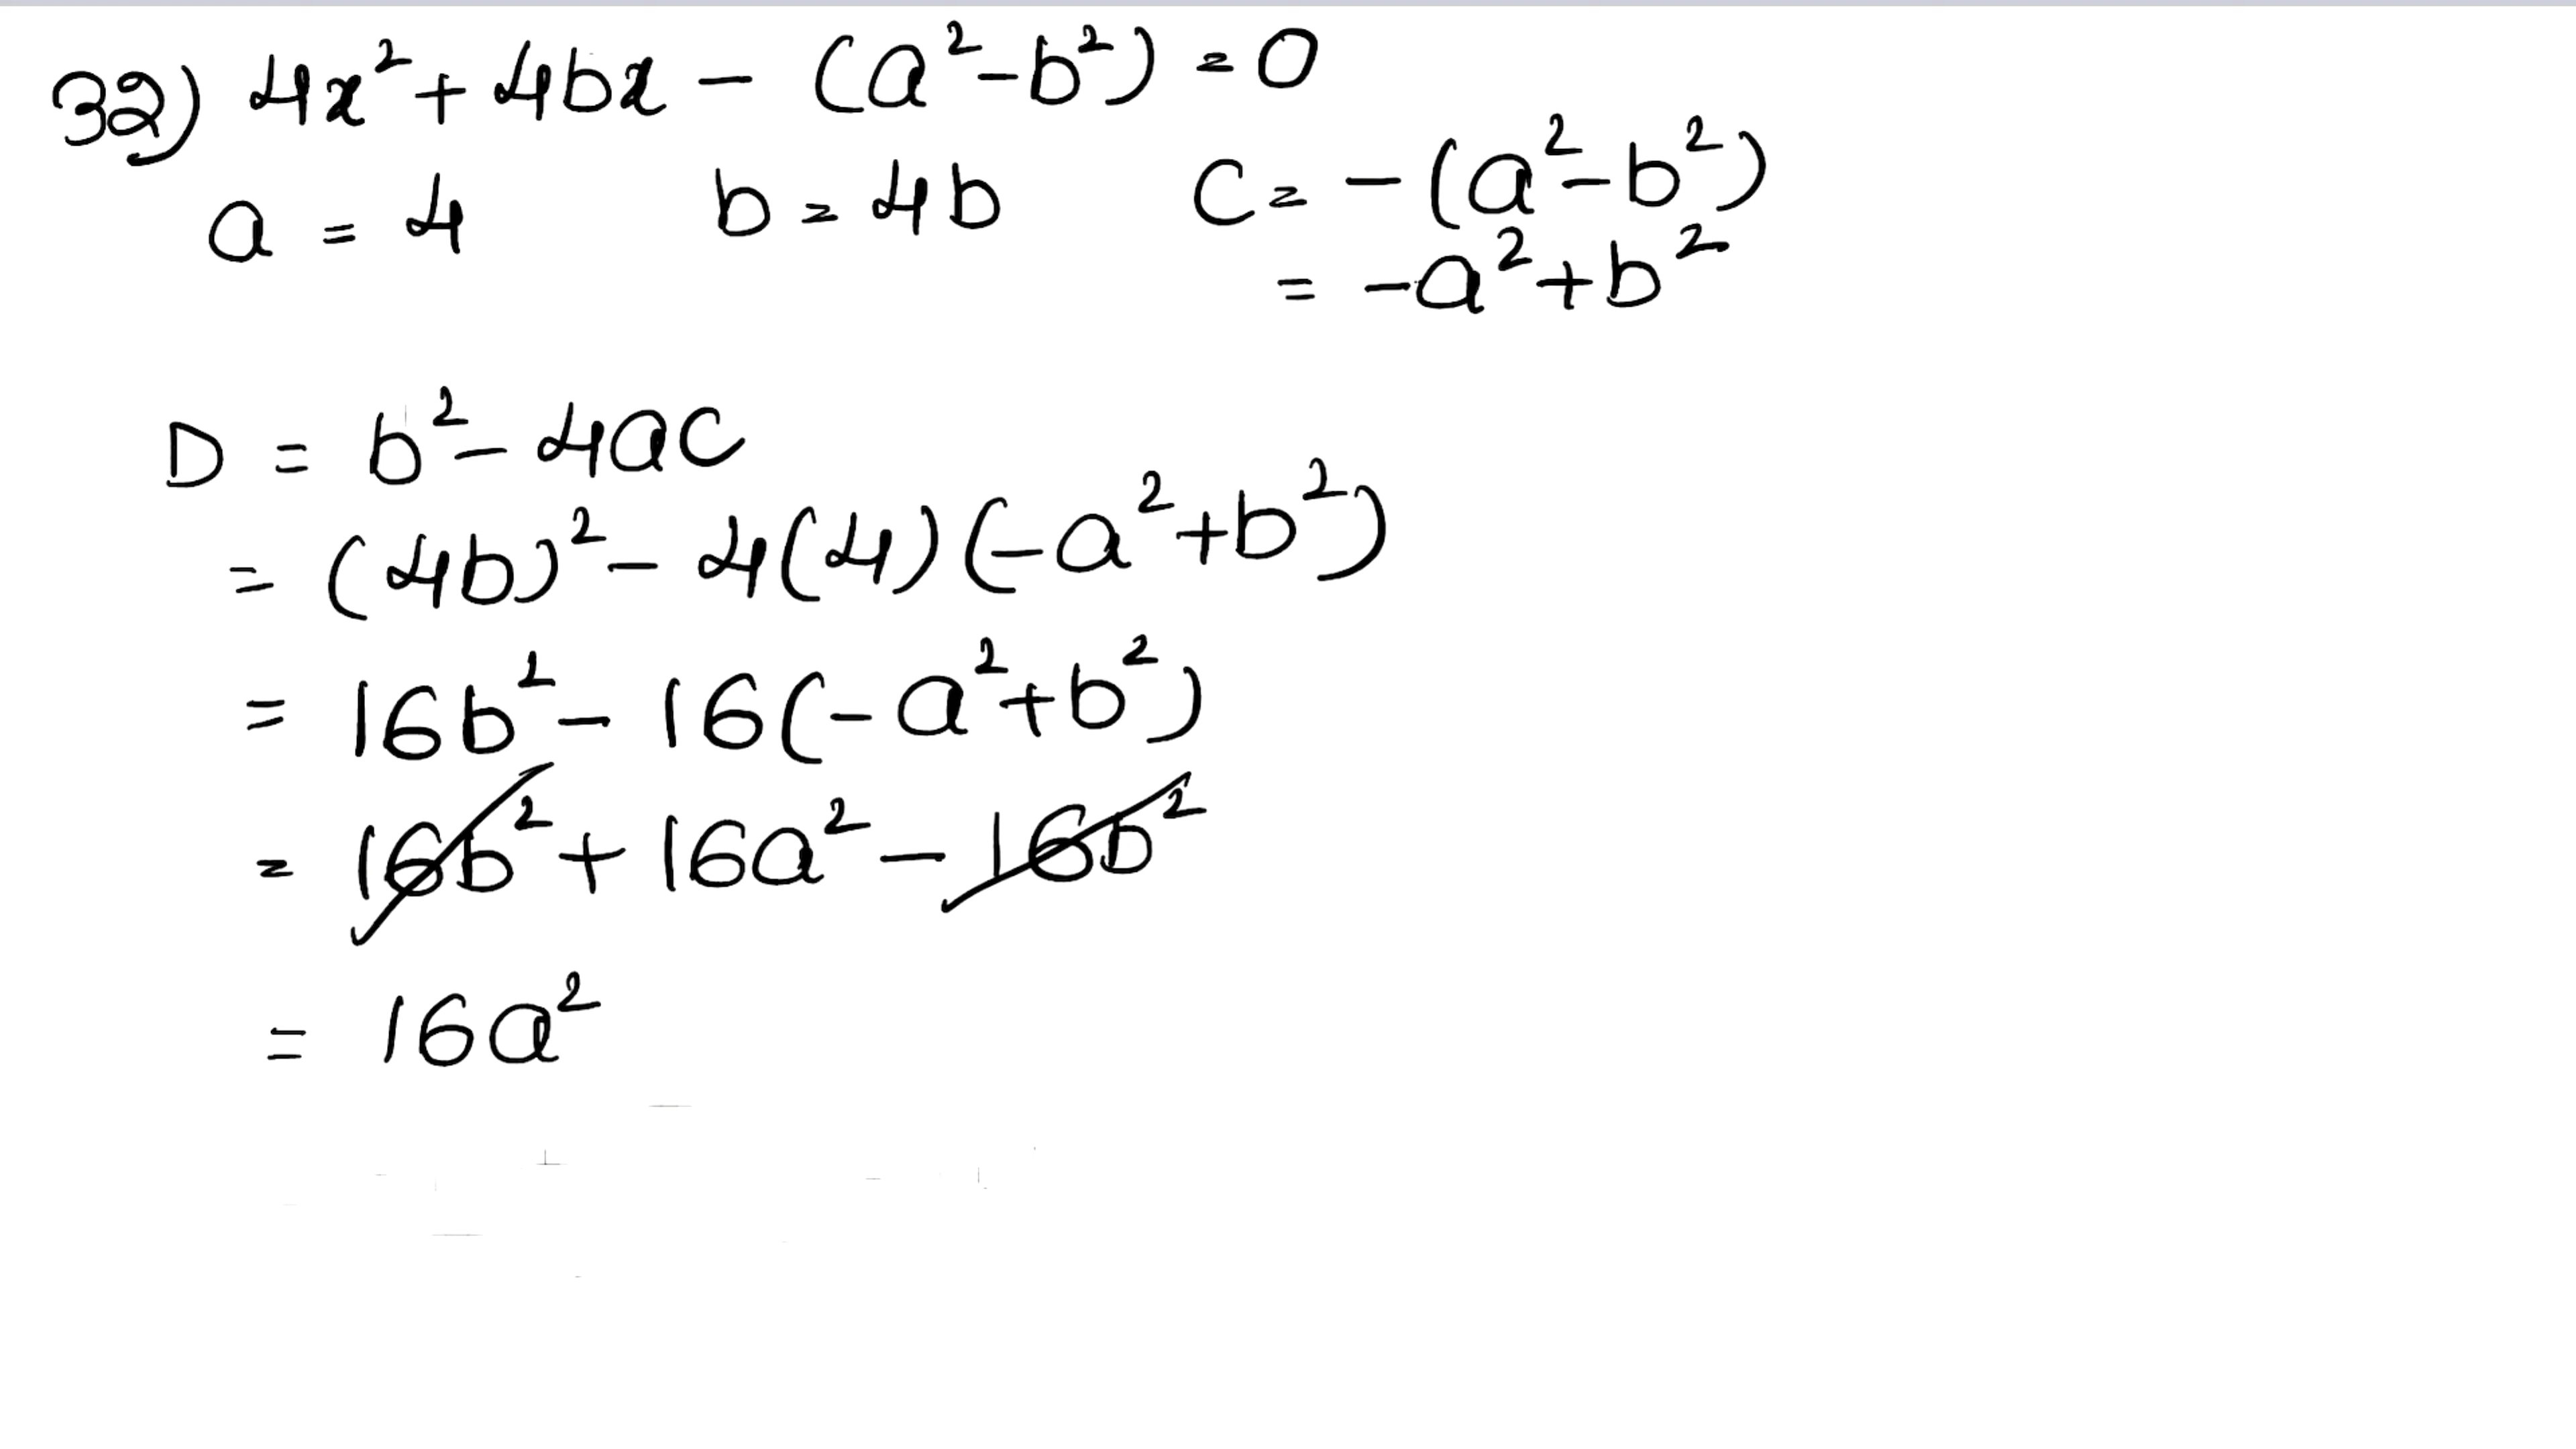 32) 4x² + 4bx - (a² - b²) = 0
a = 4 b = 4b C = - (a² - b²)
= -a² + b²
D = b² - 4ac
= (4b)² - 4(4)(-a² + b²)
= 16b² - 16(-a² + b²)
= 16b² + 16a² - 16b²
= 16a²